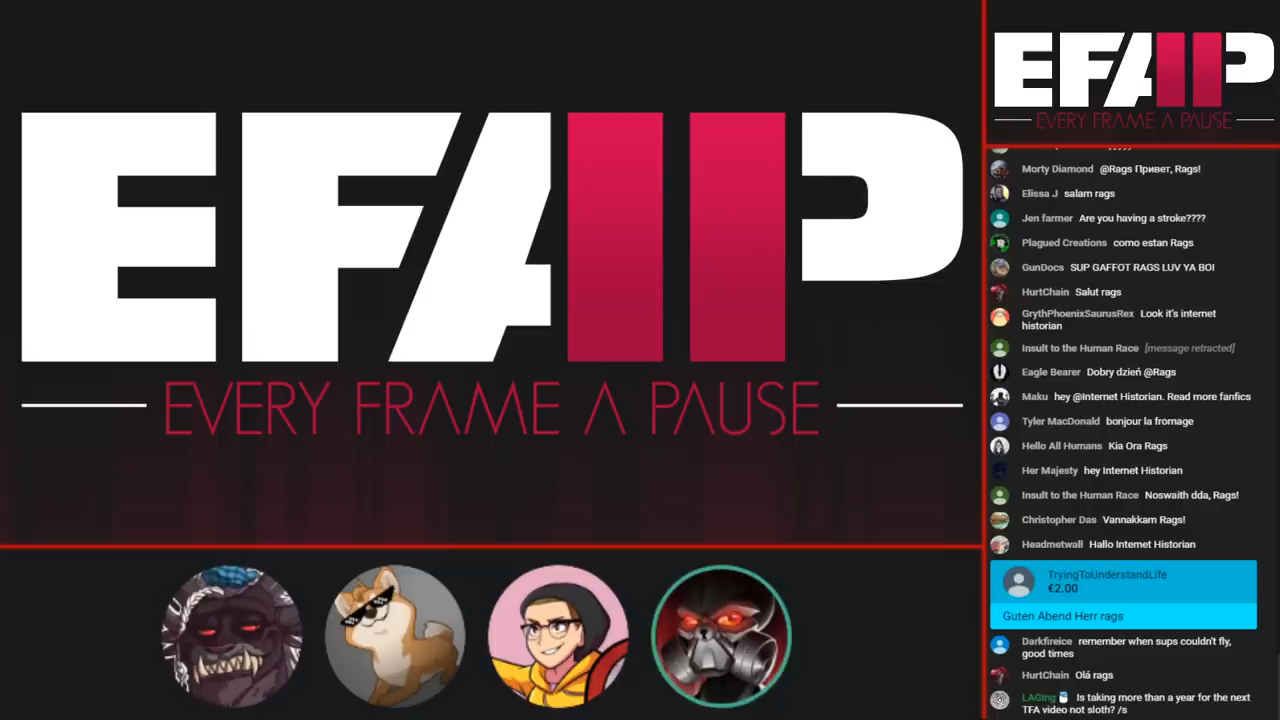 EFAP
EVERY FRAME A PAUSE
EFAP
EVERY FRAME A PAUSE
Morty Diamond @Rags Привет, Rags!
Elissa J salam rags
Jen farmer Are you having a stroke????
Plagued Creations como estan Rags
GunDocs SUP GAFFOT RAGS LUV YA BOI
HurtChain Salut rags
GrythPhoenixSaurusRex Look it's internet
historian
Insult to the Human Race [message retracted]
Eagle Bearer Dobry dzień @Rags
Maku hey @Internet Historian. Read more fanfics
Tyler MacDonald bonjour la fromage
Hello All Humans Kia Ora Rags
Her Majesty hey Internet Historian
Insult to the Human Race Noswaith dda, Rags!
Christopher Das Vannakkam Rags!
Headmetwall Hallo Internet Historian
TryingToUnderstandLife
€2.00
Guten Abend Herr rags
Darkfireice remember when sups couldn't fly,
good times
HurtChain Olá rags
LAGing Is taking more than a year for the next
TFA video not sloth? /s